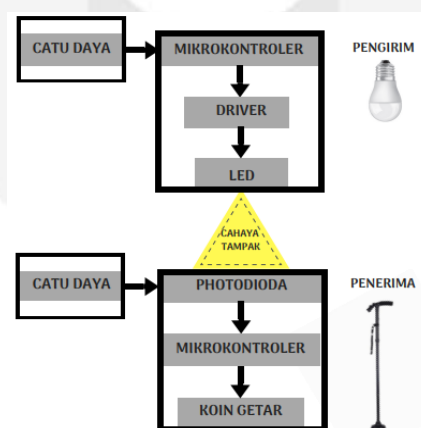 CATU DAYA
MIKROKONTROLER
PENGIRIM
DRIVER
LED
CAHAYA
TAMPAK
CATU DAYA
PHOTODIODA
PENERIMA
MIKROKONTROLER
KOIN GETAR